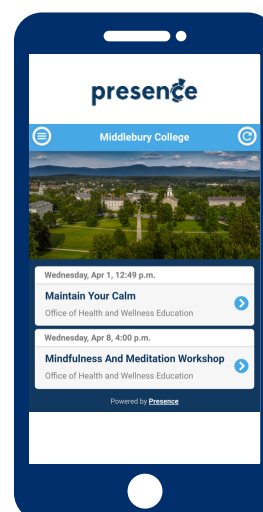 presence
Middlebury College
Wednesday, Apr 1, 12:49 p.m.
Maintain Your Calm
Office of Health and Wellness Education
Wednesday, Apr 8, 4:00 p.m.
Mindfulness And Meditation Workshop
Office of Health and Wellness Education
Powered by Presence